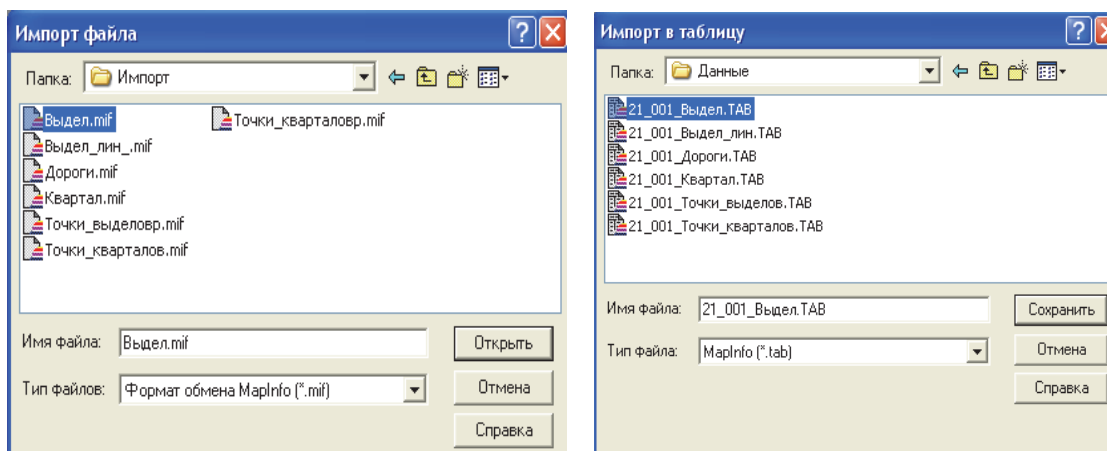 Импорт файла
Папка: Импорт
Выдел.mif
Выдел_лин_.mif
Дороги.mif
Квартал.mif
Точки_выделовр.mif
Точки_кварталов.mif
Точки_кварталовр.mif
Имя файла: Выдел.mif Открыть
Тип файлов: Формат обмена MapInfo (*.mif) Отмена
Справка
Импорт в таблицу
Папка: Данные
21_001_Выдел.TAB
21_001_Выдел_лин.TAB
21_001_Дороги.TAB
21_001_Квартал.TAB
21_001_Точки_выделов.TAB
21_001_Точки_кварталов.TAB
Имя файла: 21_001_Выдел.TAB Сохранить
Тип файла: MapInfo (*.tab) Отмена
Справка